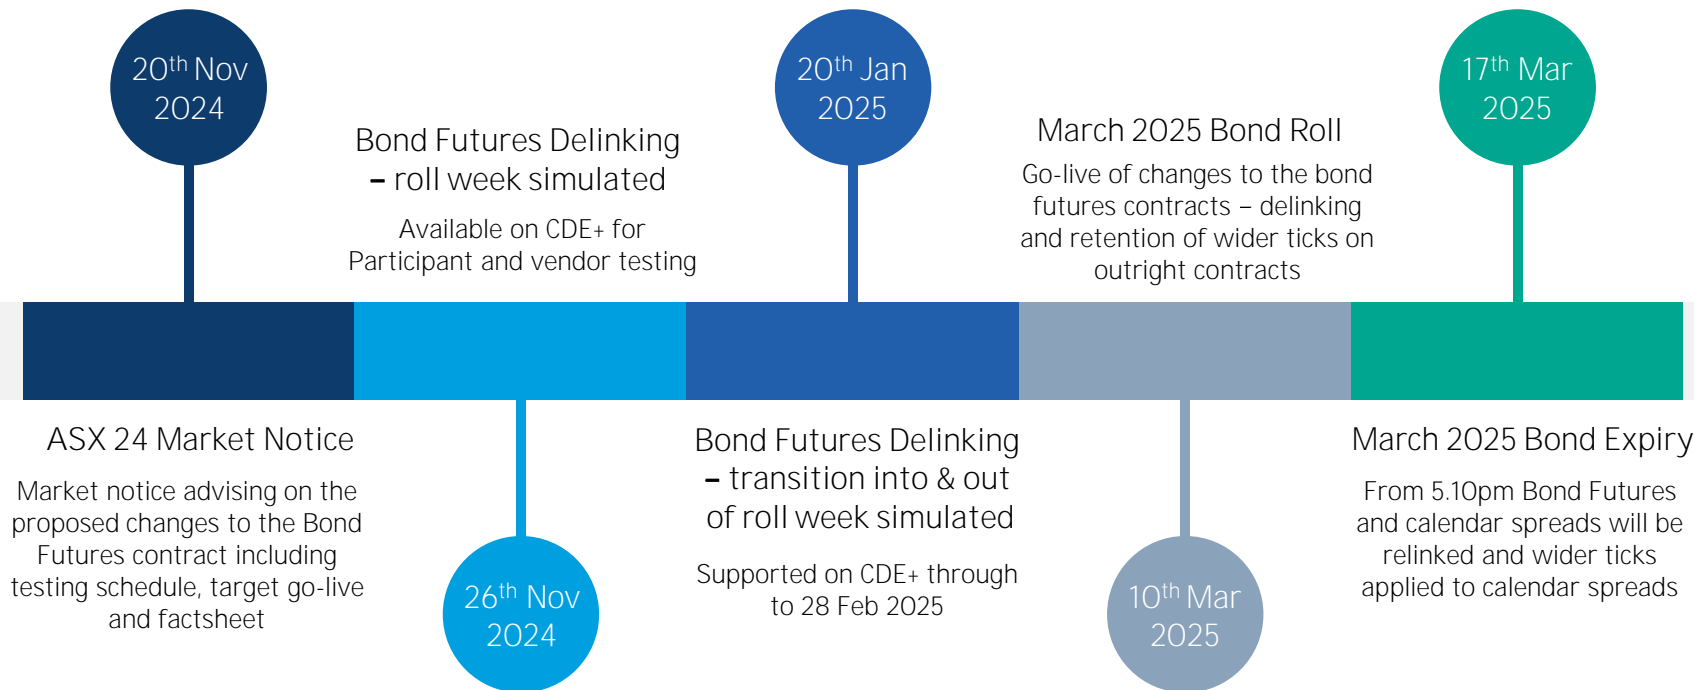 20th Nov
2024
ASX 24 Market Notice
Market notice advising on the
proposed changes to the Bond
Futures contract including
testing schedule, target go-live
and factsheet
Bond Futures Delinking
– roll week simulated
Available on CDE+ for
Participant and vendor testing
26th Nov
2024
20th Jan
2025
Bond Futures Delinking
– transition into & out
of roll week simulated
Supported on CDE+ through
to 28 Feb 2025
March 2025 Bond Roll
Go-live of changes to the bond
futures contracts – delinking
and retention of wider ticks on
outright contracts
10th Mar
2025
17th Mar
2025
March 2025 Bond Expiry
From 5.10pm Bond Futures
and calendar spreads will be
relinked and wider ticks
applied to calendar spreads